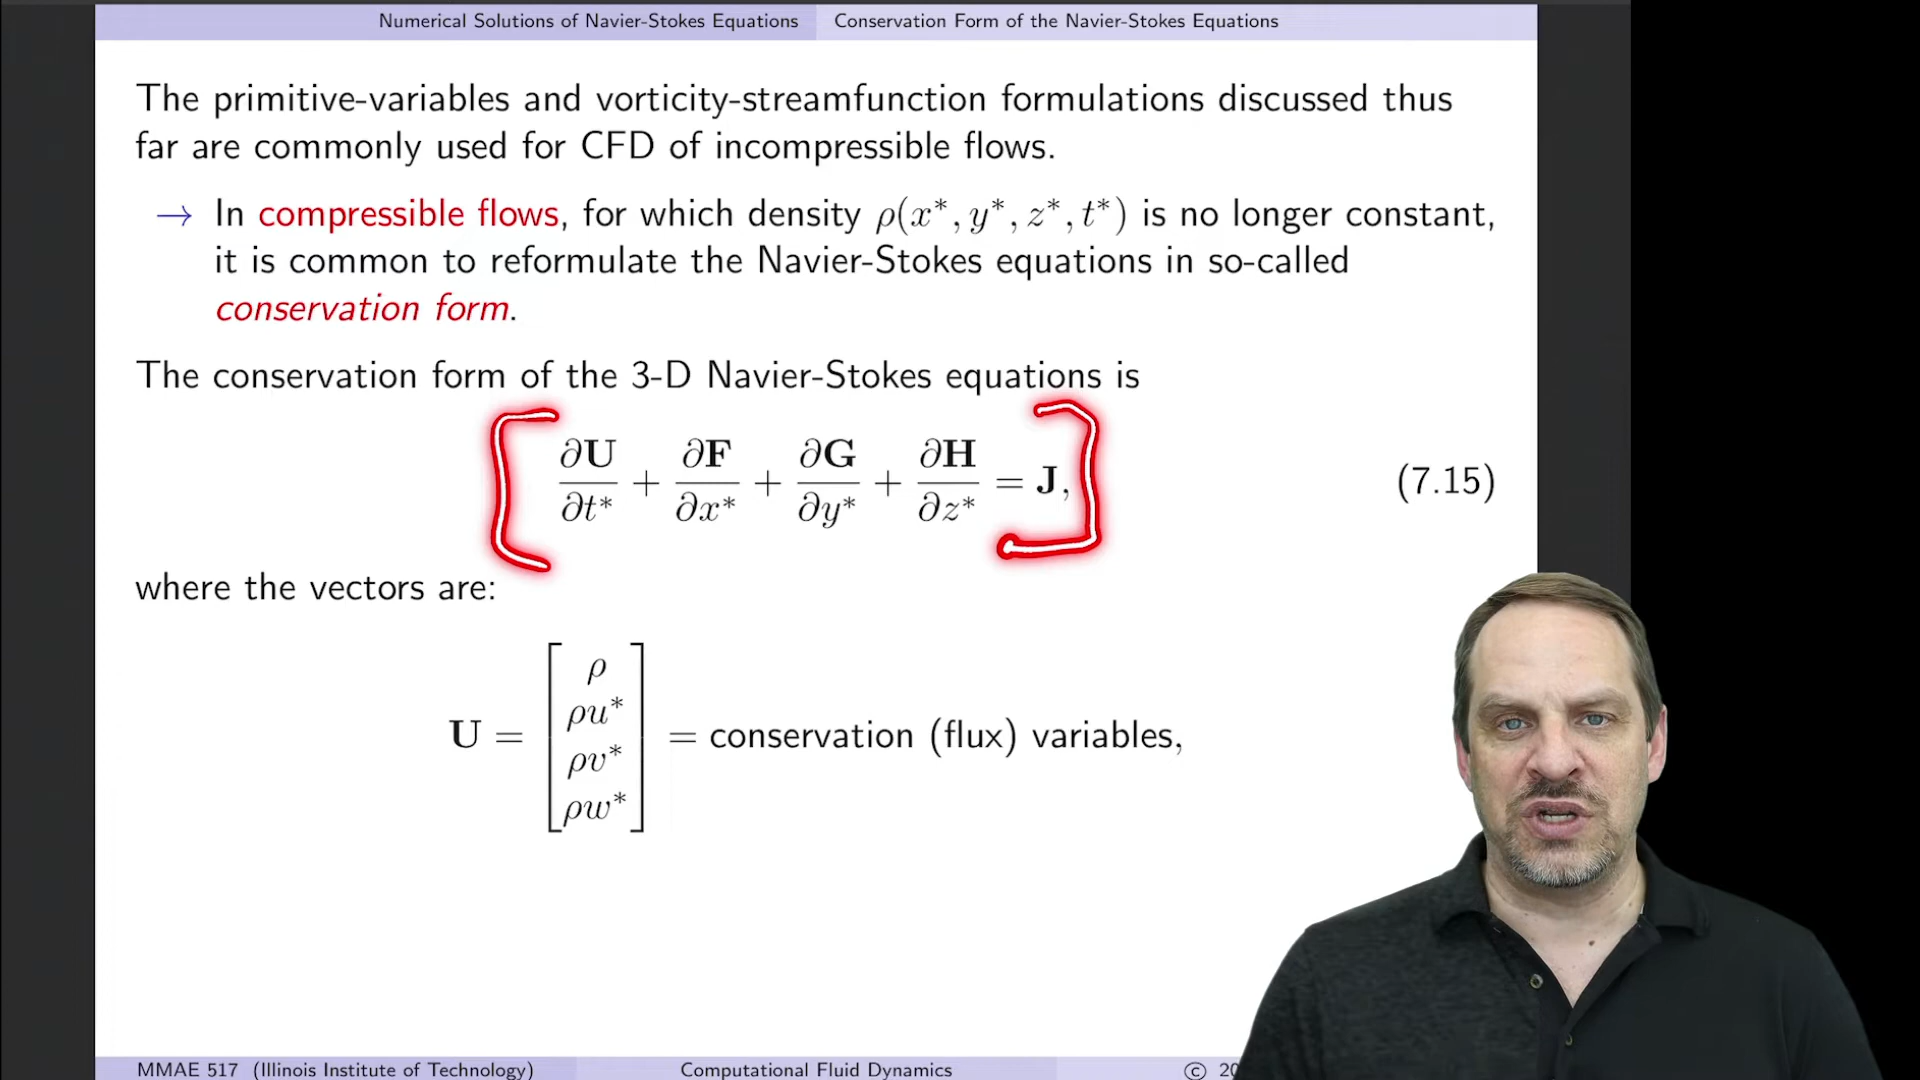 Numerical Solutions of Navier-Stokes Equations Conservation Form of the Navier-Stokes Equations
The primitive-variables and vorticity-streamfunction formulations discussed thus
far are commonly used for CFD of incompressible flows.
→ In compressible flows, for which density ρ(x*, y*, z*, t*) is no longer constant,
it is common to reformulate the Navier-Stokes equations in so-called
conservation form.
The conservation form of the 3-D Navier-Stokes equations is
∂U/∂t* + ∂F/∂x* + ∂G/∂y* + ∂H/∂z* = J, (7.15)
where the vectors are:
U = [ρ ρu* ρv* ρw*] = conservation (flux) variables,
MMAE 517 (Illinois Institute of Technology) Computational Fluid Dynamics ©